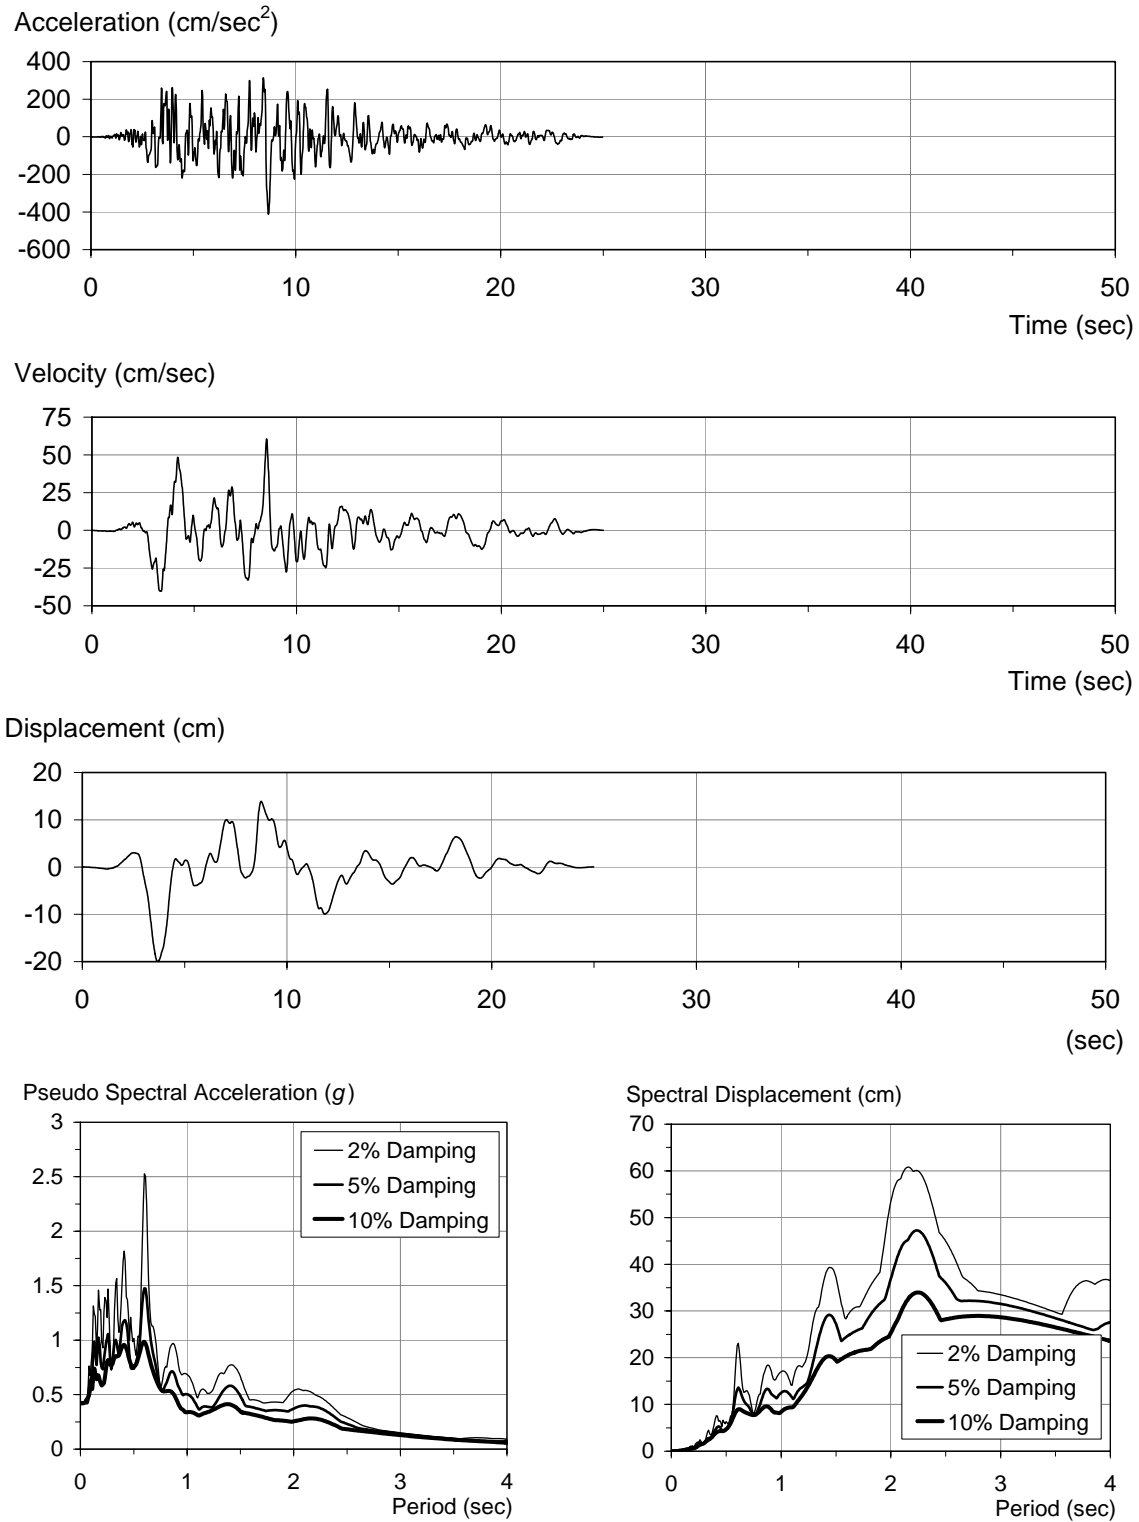 Acceleration (cm/sec²)
400
200
0
-200
-400
-600
0 10 20 30 40 50
Time (sec)
Velocity (cm/sec)
75
50
25
0
-25
-50
0 10 20 30 40 50
Time (sec)
Displacement (cm)
20
10
0
-10
-20
0 10 20 30 40 50
(sec)
Pseudo Spectral Acceleration (g)
3
2.5
2
1.5
1
0.5
0
2% Damping
5% Damping
10% Damping
0 1 2 3 4
Period (sec)
Spectral Displacement (cm)
70
60
50
40
30
20
10
0
2% Damping
5% Damping
10% Damping
0 1 2 3 4
Period (sec)